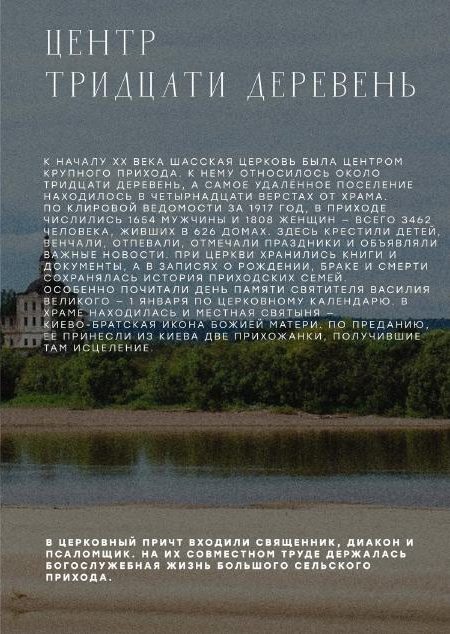 ЦЕНТР
ТРИДЦАТИ ДЕРЕВЕНЬ
К НАЧАЛУ XX ВЕКА ШАССКАЯ ЦЕРКОВЬ БЫЛА ЦЕНТРОМ
КРУПНОГО ПРИХОДА. К НЕМУ ОТНОСИЛОСЬ ОКОЛО
ТРИДЦАТИ ДЕРЕВЕНЬ, А САМОЕ УДАЛЁННОЕ ПОСЕЛЕНИЕ
НАХОДИЛОСЬ В ЧЕТЫРНАДЦАТИ ВЕРСТАХ ОТ ХРАМА.
ПО КЛИРОВОЙ ВЕДОМОСТИ ЗА 1917 ГОД, В ПРИХОДЕ
ЧИСЛИЛИСЬ 1654 МУЖЧИНЫ И 1808 ЖЕНЩИН – ВСЕГО 3462
ЧЕЛОВЕКА, ЖИВШИХ В 626 ДОМАХ. ЗДЕСЬ КРЕСТИЛИ ДЕТЕЙ,
ВЕНЧАЛИ, ОТПЕВАЛИ, ОТМЕЧАЛИ ПРАЗДНИКИ И ОБЪЯВЛЯЛИ
ВАЖНЫЕ НОВОСТИ. ПРИ ЦЕРКВИ ХРАНИЛИСЬ КНИГИ И
ДОКУМЕНТЫ, А В ЗАПИСЯХ О РОЖДЕНИИ, БРАКЕ И СМЕРТИ
СОХРАНЯЛАСЬ ИСТОРИЯ ПРИХОДСКИХ СЕМЕЙ.
ОСОБЕННО ПОЧИТАЛИ ДЕНЬ ПАМЯТИ СВЯТИТЕЛЯ ВАСИЛИЯ
ВЕЛИКОГО – 1 ЯНВАРЯ ПО ЦЕРКОВНОМУ КАЛЕНДАРЮ. В
ХРАМЕ НАХОДИЛАСЬ И МЕСТНАЯ СВЯТЫНЯ –
КИЕВО-БРАТСКАЯ ИКОНА БОЖИЕЙ МАТЕРИ. ПО ПРЕДАНИЮ,
ЕЕ ПРИНЕСЛИ ИЗ КИЕВА ДВЕ ПРИХОЖАНКИ, ПОЛУЧИВШИЕ
ТАМ ИСЦЕЛЕНИЕ.
В ЦЕРКОВНЫЙ ПРИЧТ ВХОДИЛИ СВЯЩЕННИК, ДИАКОН И
ПСАЛОМЩИК. НА ИХ СОВМЕСТНОМ ТРУДЕ ДЕРЖАЛАСЬ
БОГОСЛУЖЕБНАЯ ЖИЗНЬ БОЛЬШОГО СЕЛЬСКОГО
ПРИХОДА.